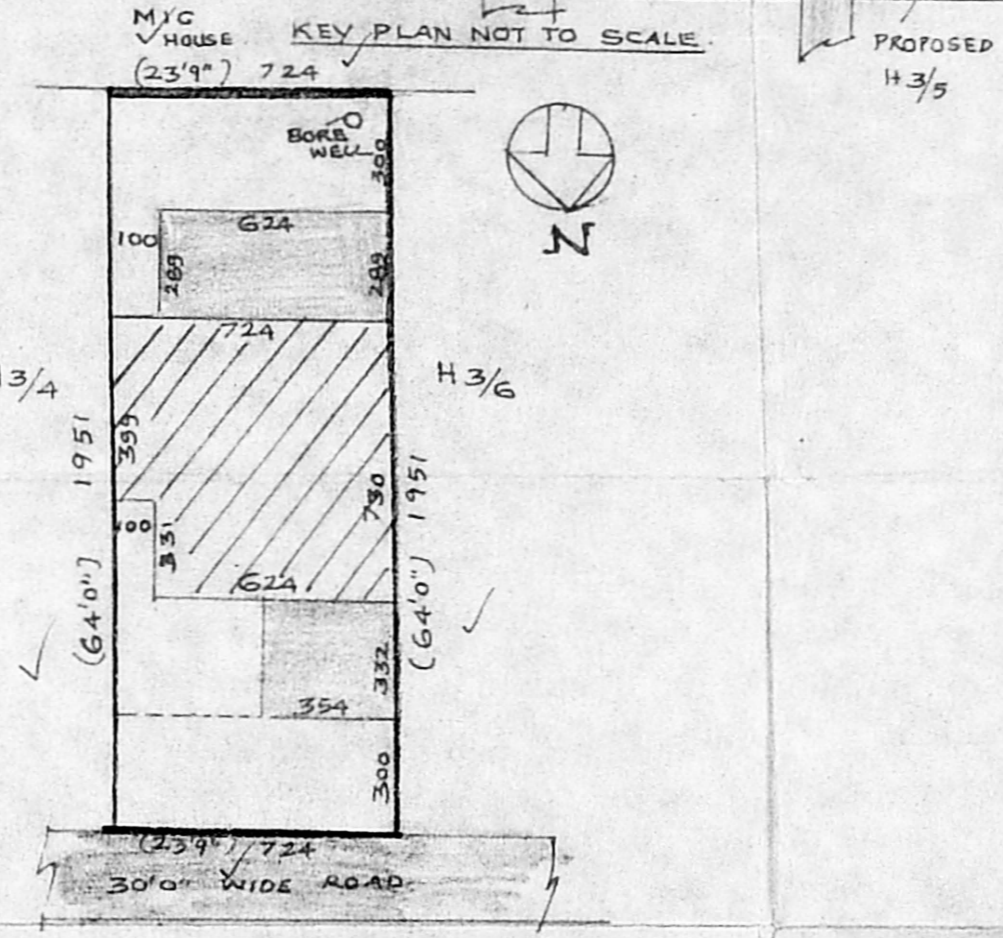 MIG
HOUSE
KEY PLAN NOT TO SCALE.
PROPOSED
H 3/5
(23'9") 724
BORE
WELL
300
624
100
289
289
N
724
H 3/4
H 3/6
399
1951
(64'0")
730
1951
(64'0")
100
331
624
332
354
300
(23'9") 724
30'0" WIDE ROAD